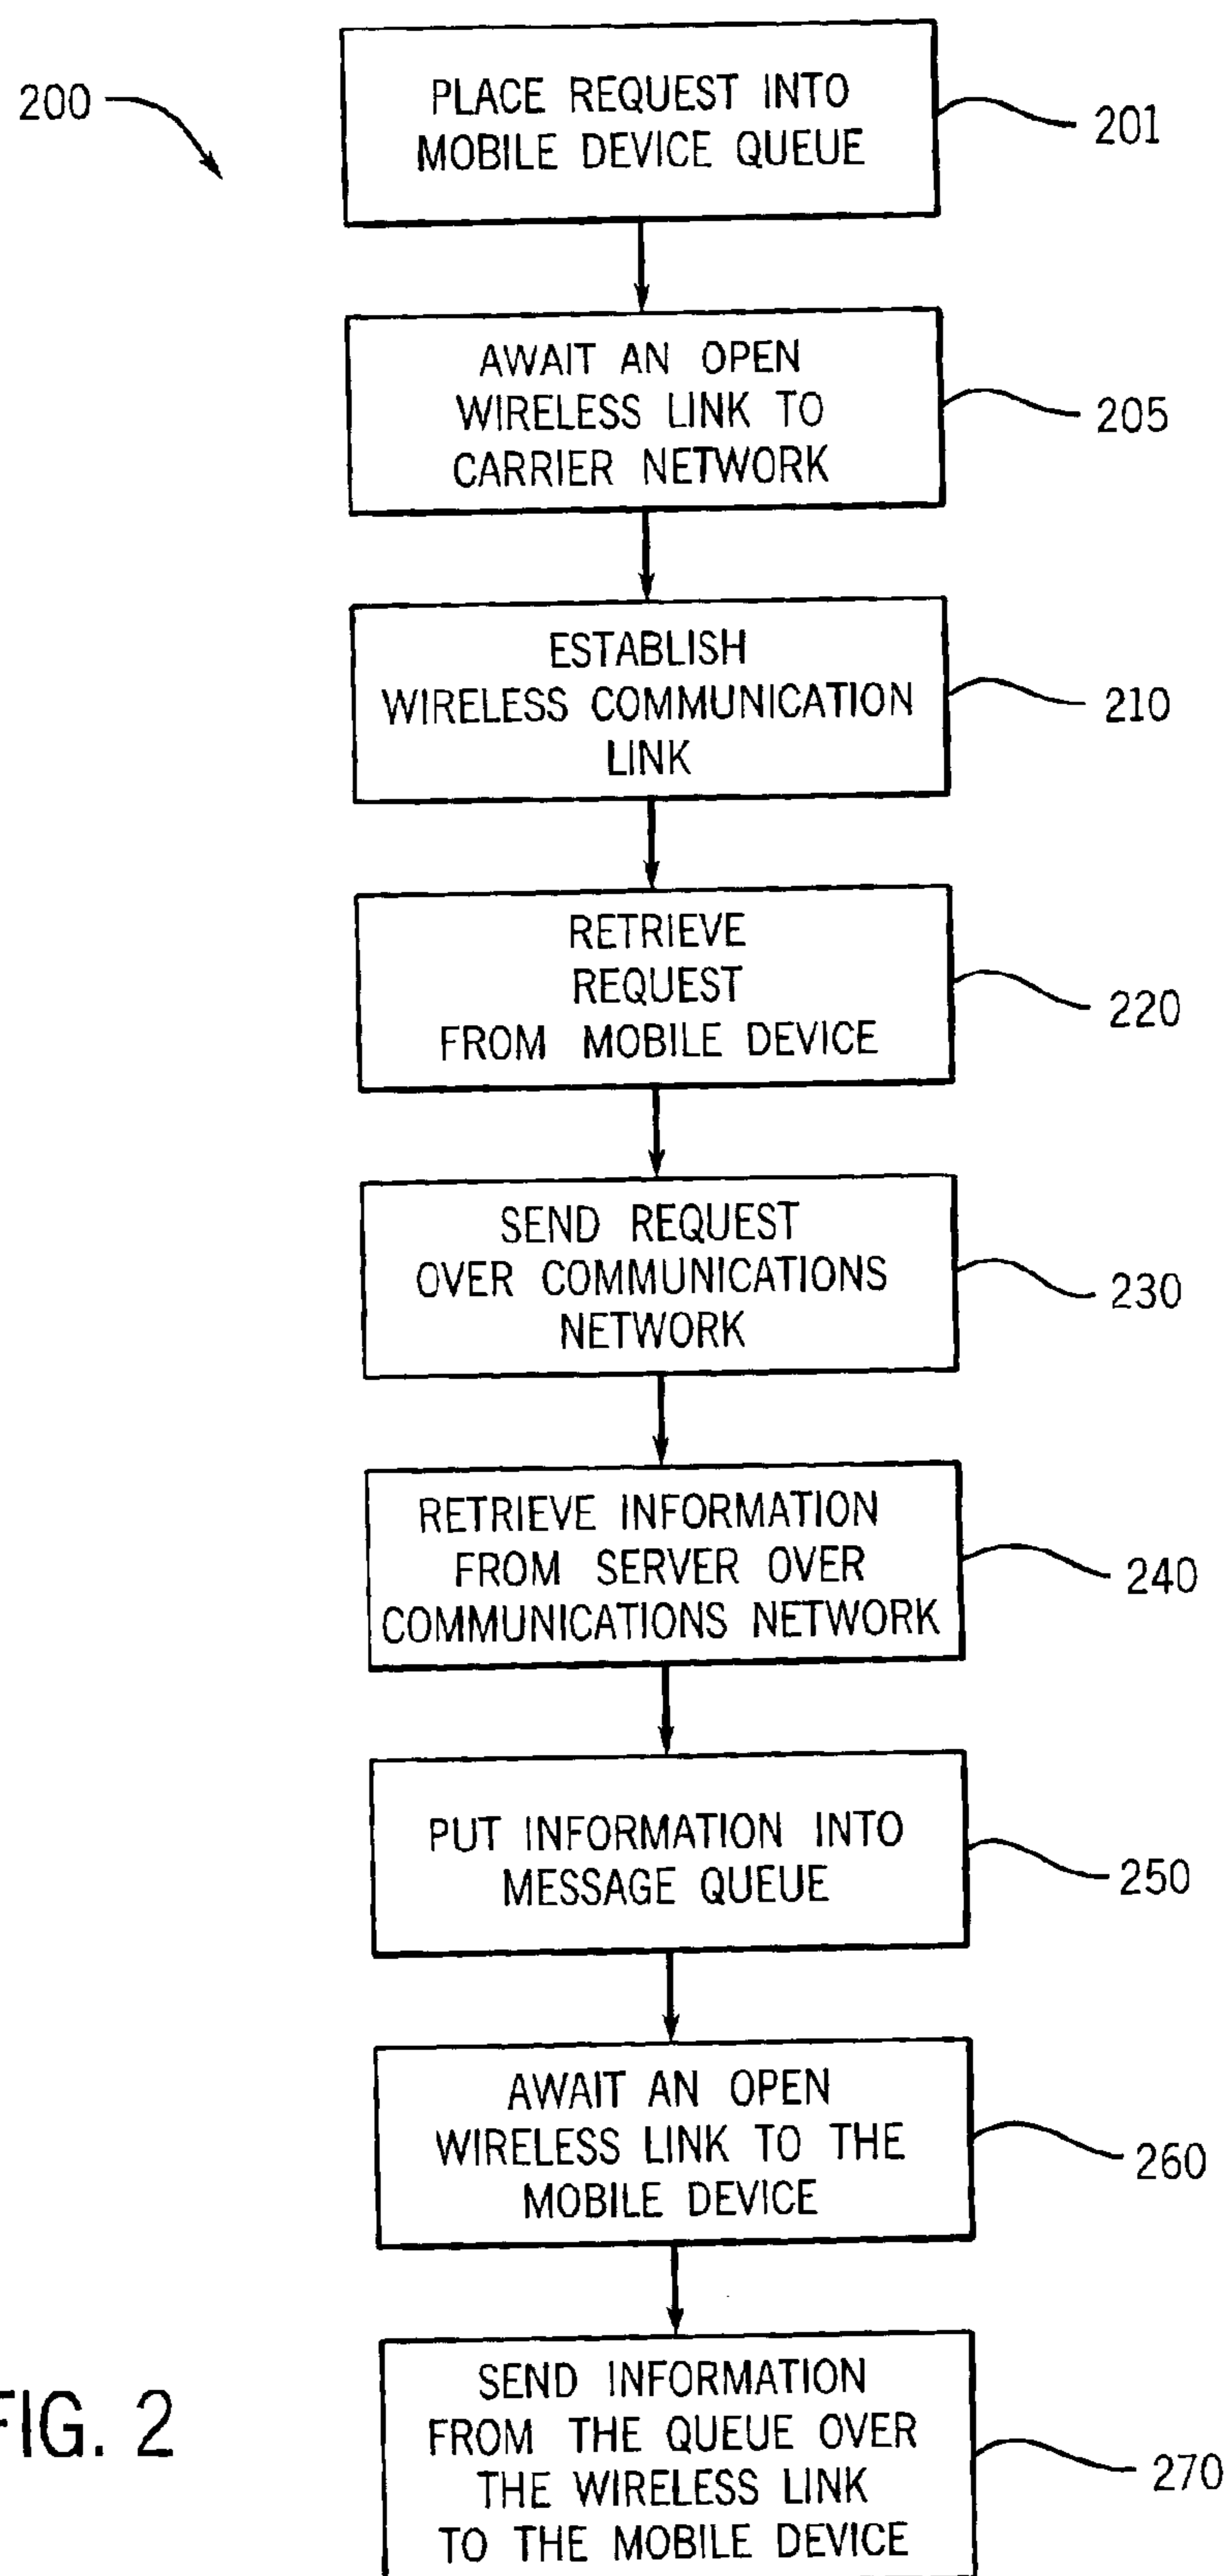 200
PLACE REQUEST INTO
MOBILE DEVICE QUEUE
201
AWAIT AN OPEN
WIRELESS LINK TO
CARRIER NETWORK
205
ESTABLISH
WIRELESS COMMUNICATION
LINK
210
RETRIEVE
REQUEST
FROM MOBILE DEVICE
220
SEND REQUEST
OVER COMMUNICATIONS
NETWORK
230
RETRIEVE INFORMATION
FROM SERVER OVER
COMMUNICATIONS NETWORK
240
PUT INFORMATION INTO
MESSAGE QUEUE
250
AWAIT AN OPEN
WIRELESS LINK TO THE
MOBILE DEVICE
260
SEND INFORMATION
FROM THE QUEUE OVER
THE WIRELESS LINK
TO THE MOBILE DEVICE
270
FIG. 2